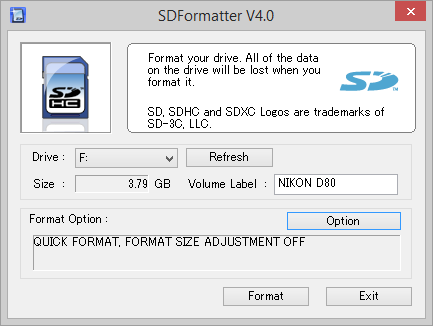 SDFormatter V4.0
SD
HC
Format your drive. All of the data
on the drive will be lost when you
format it.
SD
SD, SDHC and SDXC Logos are trademarks of
SD-3C, LLC.
Drive : F: Refresh
Size : 3.79 GB Volume Label : NIKON D80
Format Option : Option
QUICK FORMAT, FORMAT SIZE ADJUSTMENT OFF
Format Exit